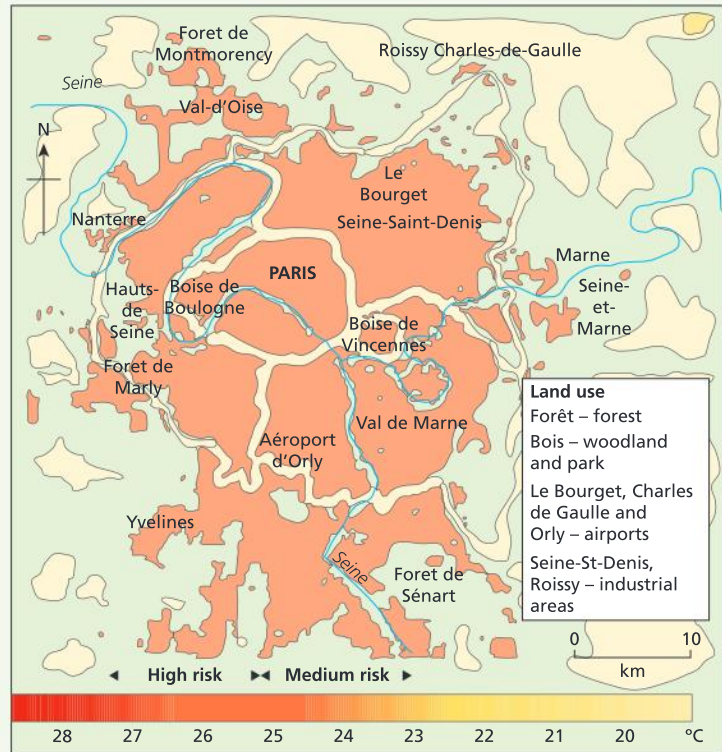 Foret de
Montmorency
Roissy Charles-de-Gaulle
Seine
Val-d'Oise
N
Le
Bourget
Nanterre
Seine-Saint-Denis
Marne
PARIS
Hauts-
de
Seine
Boise de
Boulogne
Seine-
et-
Marne
Boise de
Vincennes
Foret de
Marly
Land use
Forêt – forest
Bois – woodland
and park
Le Bourget, Charles
de Gaulle and
Orly – airports
Seine-St-Denis,
Roissy – industrial
areas
Val de Marne
Aéroport
d'Orly
Yvelines
Seine
Foret de
Sénart
0 10
km
High risk Medium risk
28 27 26 25 24 23 22 21 20 °C